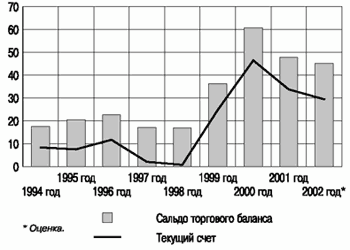 70
60
50
40
30
20
10
0
1995 год 1997 год 1999 год 2001 год
1994 год 1996 год 1998 год 2000 год 2002 год*
* Оценка.
Сальдо торгового баланса
Текущий счет